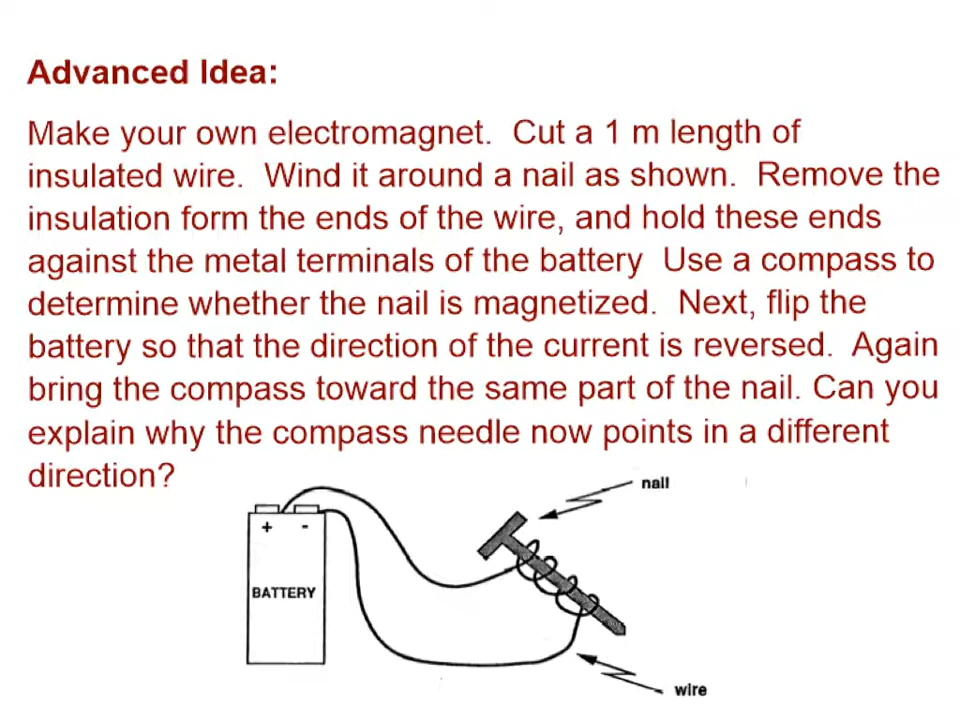 Advanced Idea:
Make your own electromagnet.  Cut a 1 m length of
insulated wire.  Wind it around a nail as shown.  Remove the
insulation form the ends of the wire, and hold these ends
against the metal terminals of the battery  Use a compass to
determine whether the nail is magnetized.  Next, flip the
battery so that the direction of the current is reversed.  Again
bring the compass toward the same part of the nail. Can you
explain why the compass needle now points in a different
direction?
nail
+ -
BATTERY
wire